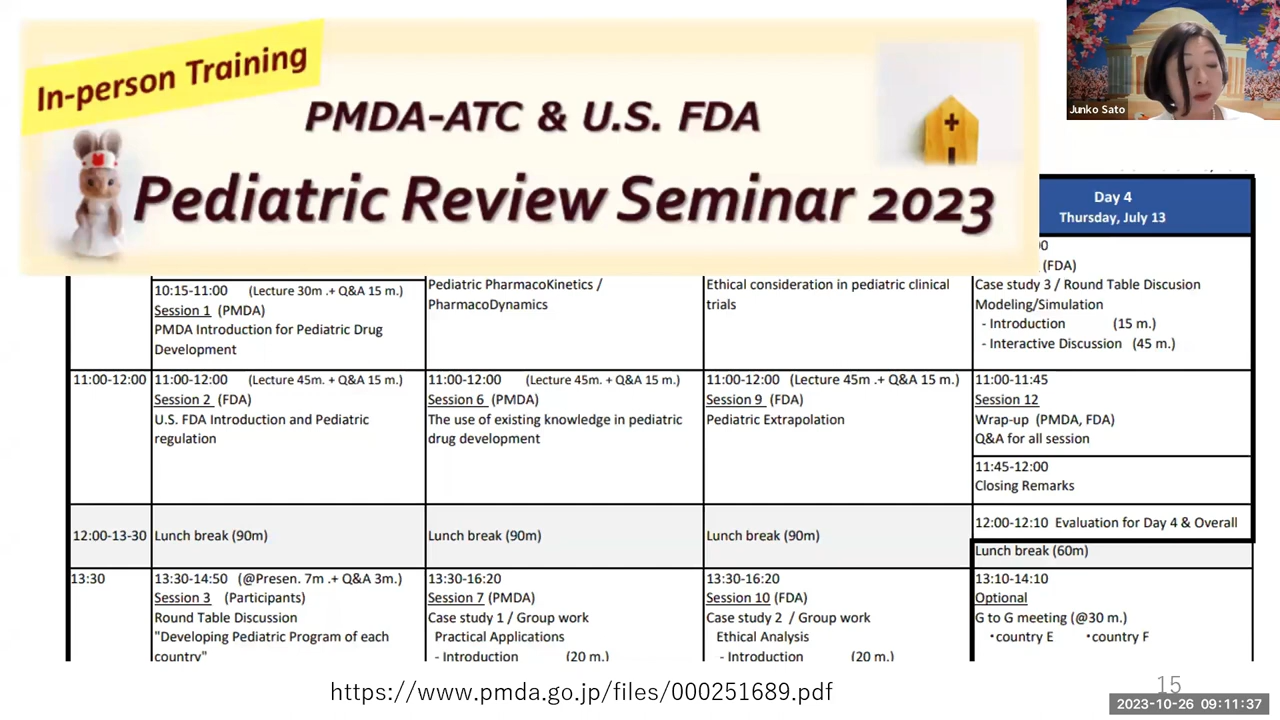 In-person Training
PMDA-ATC & U.S. FDA
Pediatric Review Seminar 2023
Junko Sato
Day 4
Thursday, July 13
(FDA)
Case study 3 / Round Table Discusion
Modeling/Simulation
- Introduction (15 m.)
- Interactive Discussion (45 m.)
10:15-11:00 (Lecture 30m .+ Q&A 15 m.)
Session 1 (PMDA)
PMDA Introduction for Pediatric Drug
Development
Pediatric PharmacoKinetics /
PharmacoDynamics
Ethical consideration in pediatric clinical
trials
11:00-12:00
11:00-12:00 (Lecture 45m. + Q&A 15 m.)
Session 2 (FDA)
U.S. FDA Introduction and Pediatric
regulation
11:00-12:00 (Lecture 45m. + Q&A 15 m.)
Session 6 (PMDA)
The use of existing knowledge in pediatric
drug development
11:00-12:00 (Lecture 45m .+ Q&A 15 m.)
Session 9 (FDA)
Pediatric Extrapolation
11:00-11:45
Session 12
Wrap-up (PMDA, FDA)
Q&A for all session
11:45-12:00
Closing Remarks
12:00-13-30
Lunch break (90m)
Lunch break (90m)
Lunch break (90m)
12:00-12:10 Evaluation for Day 4 & Overall
Lunch break (60m)
13:30
13:30-14:50 (@Presen. 7m .+ Q&A 3m.)
Session 3 (Participants)
Round Table Discussion
"Developing Pediatric Program of each
country"
13:30-16:20
Session 7 (PMDA)
Case study 1 / Group work
Practical Applications
- Introduction (20 m.)
13:30-16:20
Session 10 (FDA)
Case study 2 / Group work
Ethical Analysis
- Introduction (20 m.)
13:10-14:10
Optional
G to G meeting (@30 m.)
・country E ・country F
https://www.pmda.go.jp/files/000251689.pdf
15
2023-10-26 09:11:37